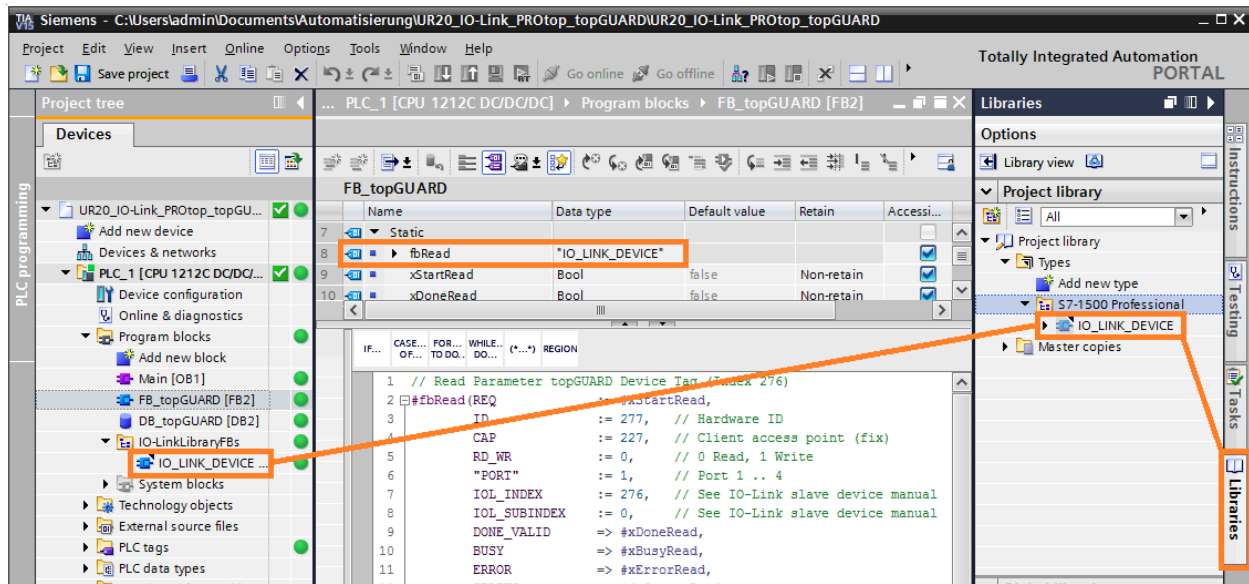 Siemens - C:\Users\admin\Documents\Automatisierung\UR20_IO-Link_PROtop_topGUARD\UR20_IO-Link_PROtop_topGUARD
Project Edit View Insert Online Options Tools Window Help
Totally Integrated Automation
PORTAL
Save project Go online Go offline
Project tree
... PLC_1 [CPU 1212C DC/DC/DC] Program blocks FB_topGUARD [FB2]
Libraries
Devices
Options
Library view
FB_topGUARD
Project library
Name Data type Default value Retain Accessi...
All
7 Static
8 fbRead "IO_LINK_DEVICE"
9 xStartRead Bool false Non-retain
10 xDoneRead Bool false Non-retain
UR20_IO-Link_PROtop_topGU...
Add new device
Devices & networks
PLC_1 [CPU 1212C DC/DC/...
Device configuration
Online & diagnostics
Program blocks
Add new block
Main [OB1]
FB_topGUARD [FB2]
DB_topGUARD [DB2]
IO-LinkLibraryFBs
IO_LINK_DEVICE ...
System blocks
Technology objects
External source files
PLC tags
PLC data types
Project library
Types
Add new type
S7-1500 Professional
IO_LINK_DEVICE
Master copies
IF... CASE... OF... FOR... TO DO.. WHILE.. DO... (*...*) REGION
1 // Read Parameter topGUARD Device Tag (Index 276)
2 #fbRead(REQ := #xStartRead,
3 ID := 277, // Hardware ID
4 CAP := 227, // Client access point (fix)
5 RD_WR := 0, // 0 Read, 1 Write
6 "PORT" := 1, // Port 1 .. 4
7 IOL_INDEX := 276, // See IO-Link slave device manual
8 IOL_SUBINDEX := 0, // See IO-Link slave device manual
9 DONE_VALID => #xDoneRead,
10 BUSY => #xBusyRead,
11 ERROR => #xErrorRead,
PLC programming
Instructions
Testing
Tasks
Libraries